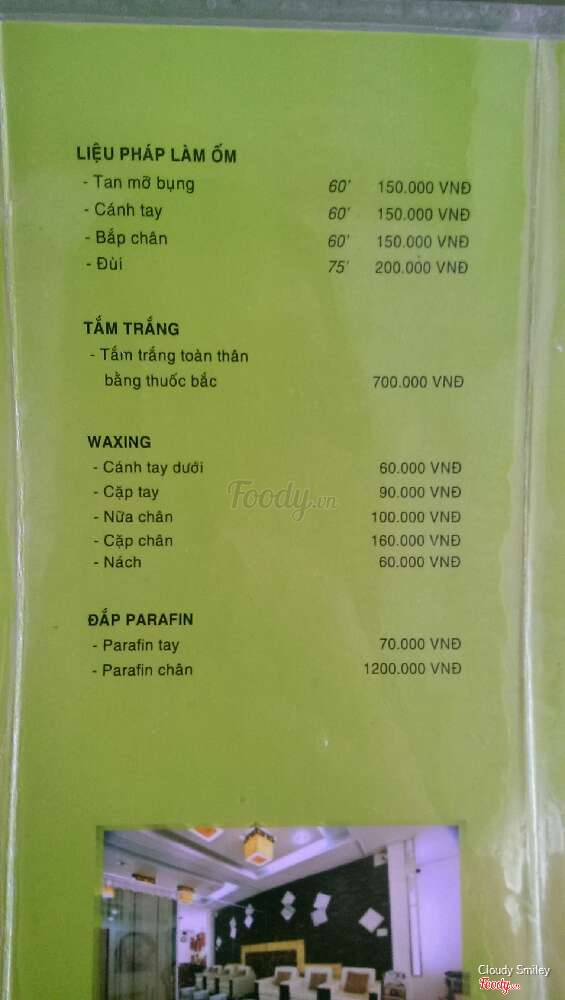 LIỆU PHÁP LÀM ỐM
- Tan mỡ bụng 60' 150.000 VNĐ
- Cánh tay 60' 150.000 VNĐ
- Bắp chân 60' 150.000 VNĐ
- Đùi 75' 200.000 VNĐ
TẮM TRẮNG
- Tắm trắng toàn thân
bằng thuốc bắc 700.000 VNĐ
WAXING
- Cánh tay dưới 60.000 VNĐ
- Cặp tay 90.000 VNĐ
- Nữa chân 100.000 VNĐ
- Cặp chân 160.000 VNĐ
- Nách 60.000 VNĐ
Foody.vn
ĐẮP PARAFIN
- Parafin tay 70.000 VNĐ
- Parafin chân 1200.000 VNĐ
Cloudy Smiley
Foody.vn